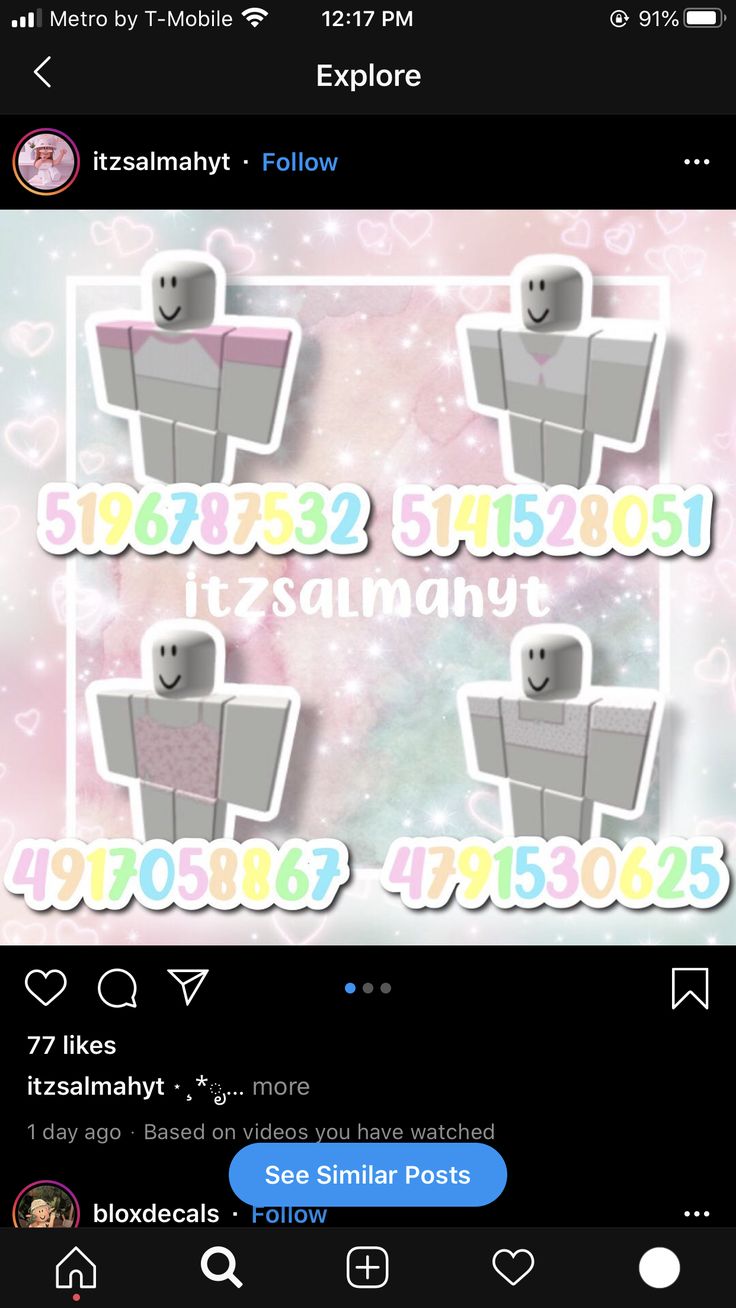 Metro by T-Mobile 12:17 PM 91%
Explore
itzsalmahyt · Follow
5196787532 5141528051
itzsalmahyt
4917058867 4791530625
77 likes
itzsalmahyt ⋆ ¸*ೃ... more
1 day ago · Based on videos you have watched
See Similar Posts
bloxdecals · Follow